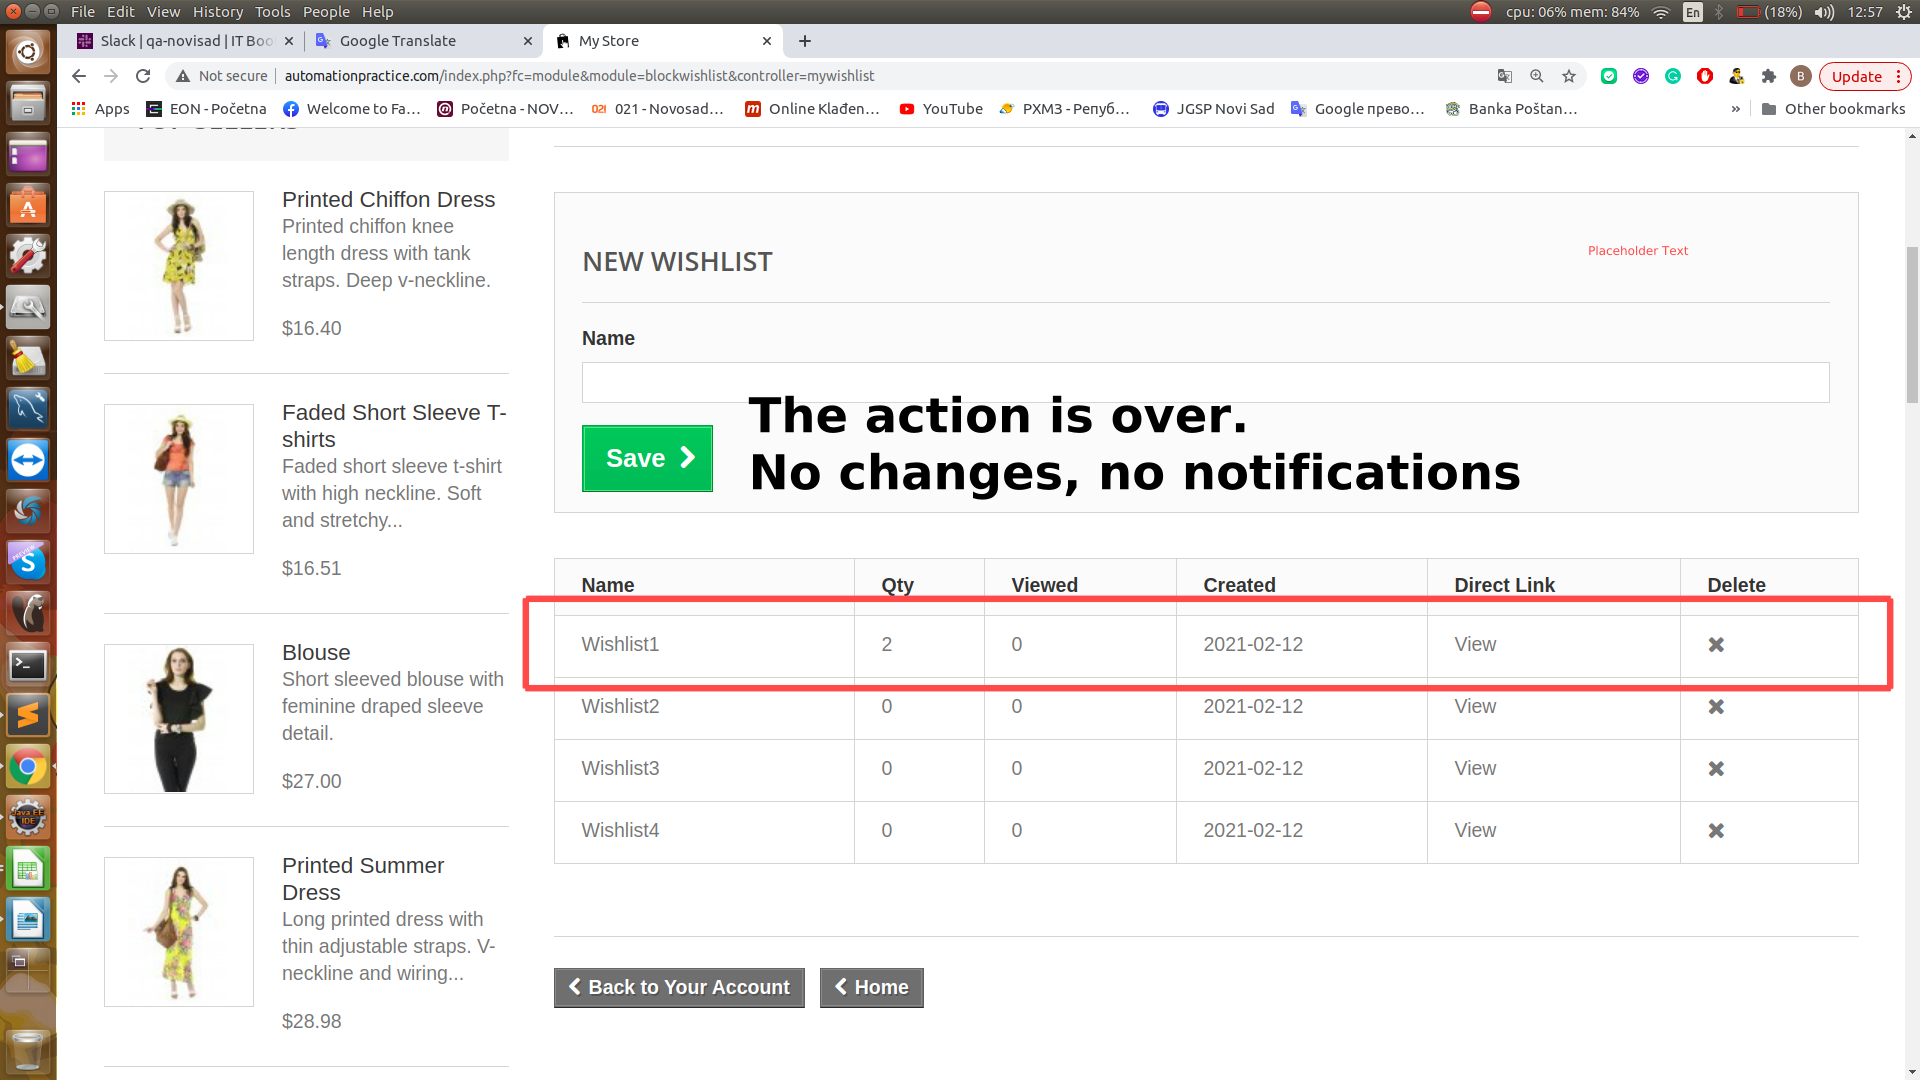 File Edit View History Tools People Help
cpu: 06% mem: 84% En (18%) 12:57
Slack | qa-novisad | IT Boo
Google Translate
My Store
Not secure automationpractice.com/index.php?fc=module&module=blockwishlist&controller=mywishlist
B Update
Apps EON - Početna Welcome to Fa... Početna - NOV... 021 021 - Novosad... m Online Klađen... YouTube РХМЗ - Репуб... JGSP Novi Sad Google прево... Banka Poštan... » Other bookmarks
Printed Chiffon Dress
Printed chiffon knee
length dress with tank
straps. Deep v-neckline.
$16.40
Faded Short Sleeve T-
shirts
Faded short sleeve t-shirt
with high neckline. Soft
and stretchy...
$16.51
Blouse
Short sleeved blouse with
feminine draped sleeve
detail.
$27.00
Printed Summer
Dress
Long printed dress with
thin adjustable straps. V-
neckline and wiring...
$28.98
NEW WISHLIST
Placeholder Text
Name
Save
The action is over.
No changes, no notifications
Name Qty Viewed Created Direct Link Delete
Wishlist1 2 0 2021-02-12 View
Wishlist2 0 0 2021-02-12 View
Wishlist3 0 0 2021-02-12 View
Wishlist4 0 0 2021-02-12 View
Back to Your Account Home